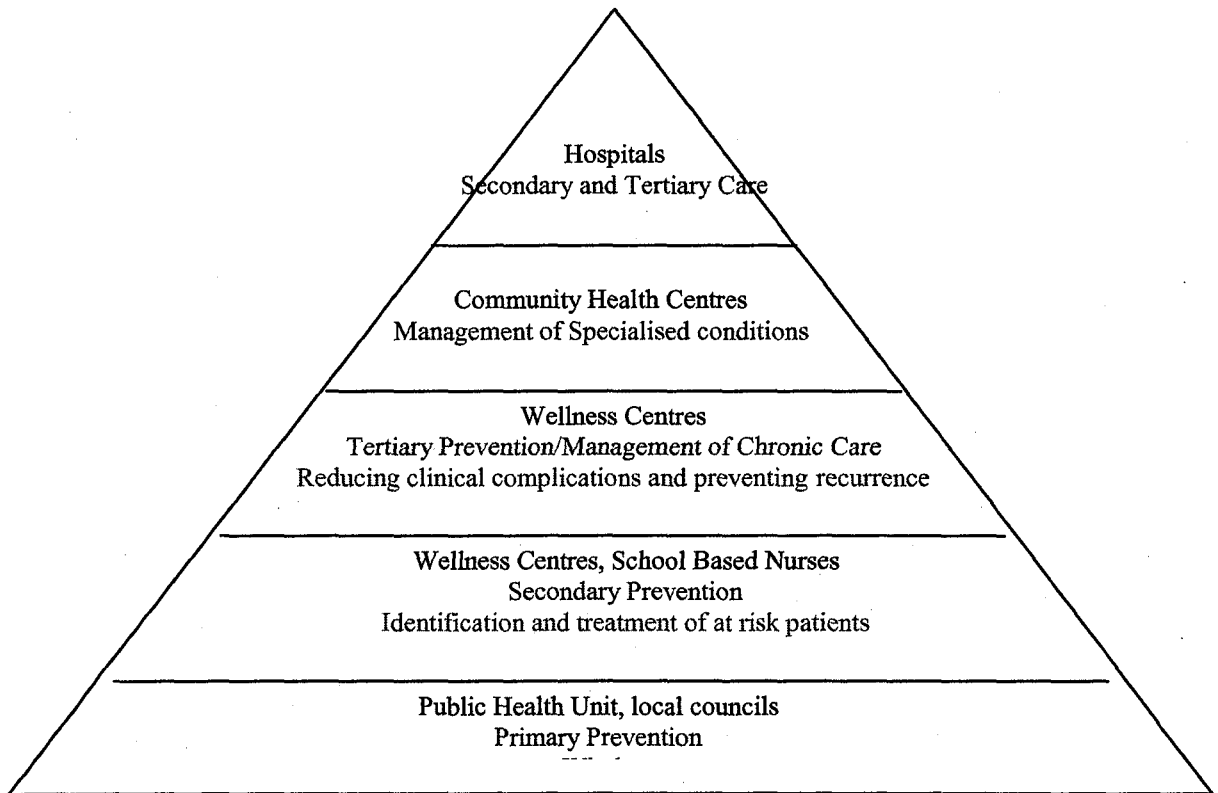 Hospitals
Secondary and Tertiary Care
Community Health Centres
Management of Specialised conditions
Wellness Centres
Tertiary Prevention/Management of Chronic Care
Reducing clinical complications and preventing recurrence
Wellness Centres, School Based Nurses
Secondary Prevention
Identification and treatment of at risk patients
Public Health Unit, local councils
Primary Prevention